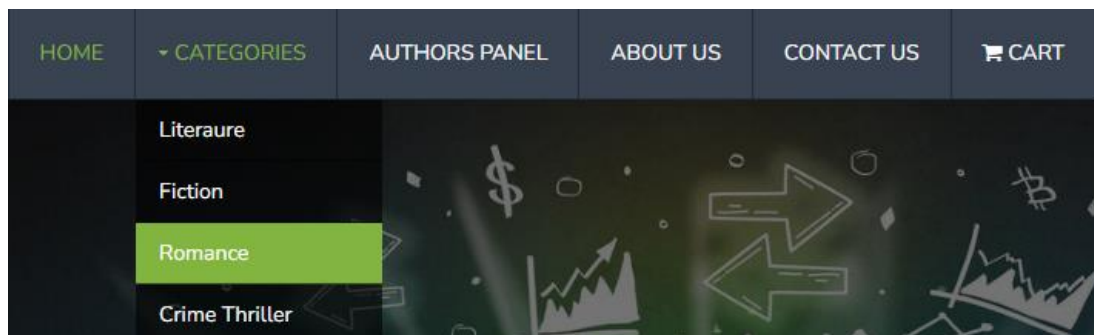 HOME CATEGORIES AUTHORS PANEL ABOUT US CONTACT US CART
Literaure
Fiction
Romance
Crime Thriller